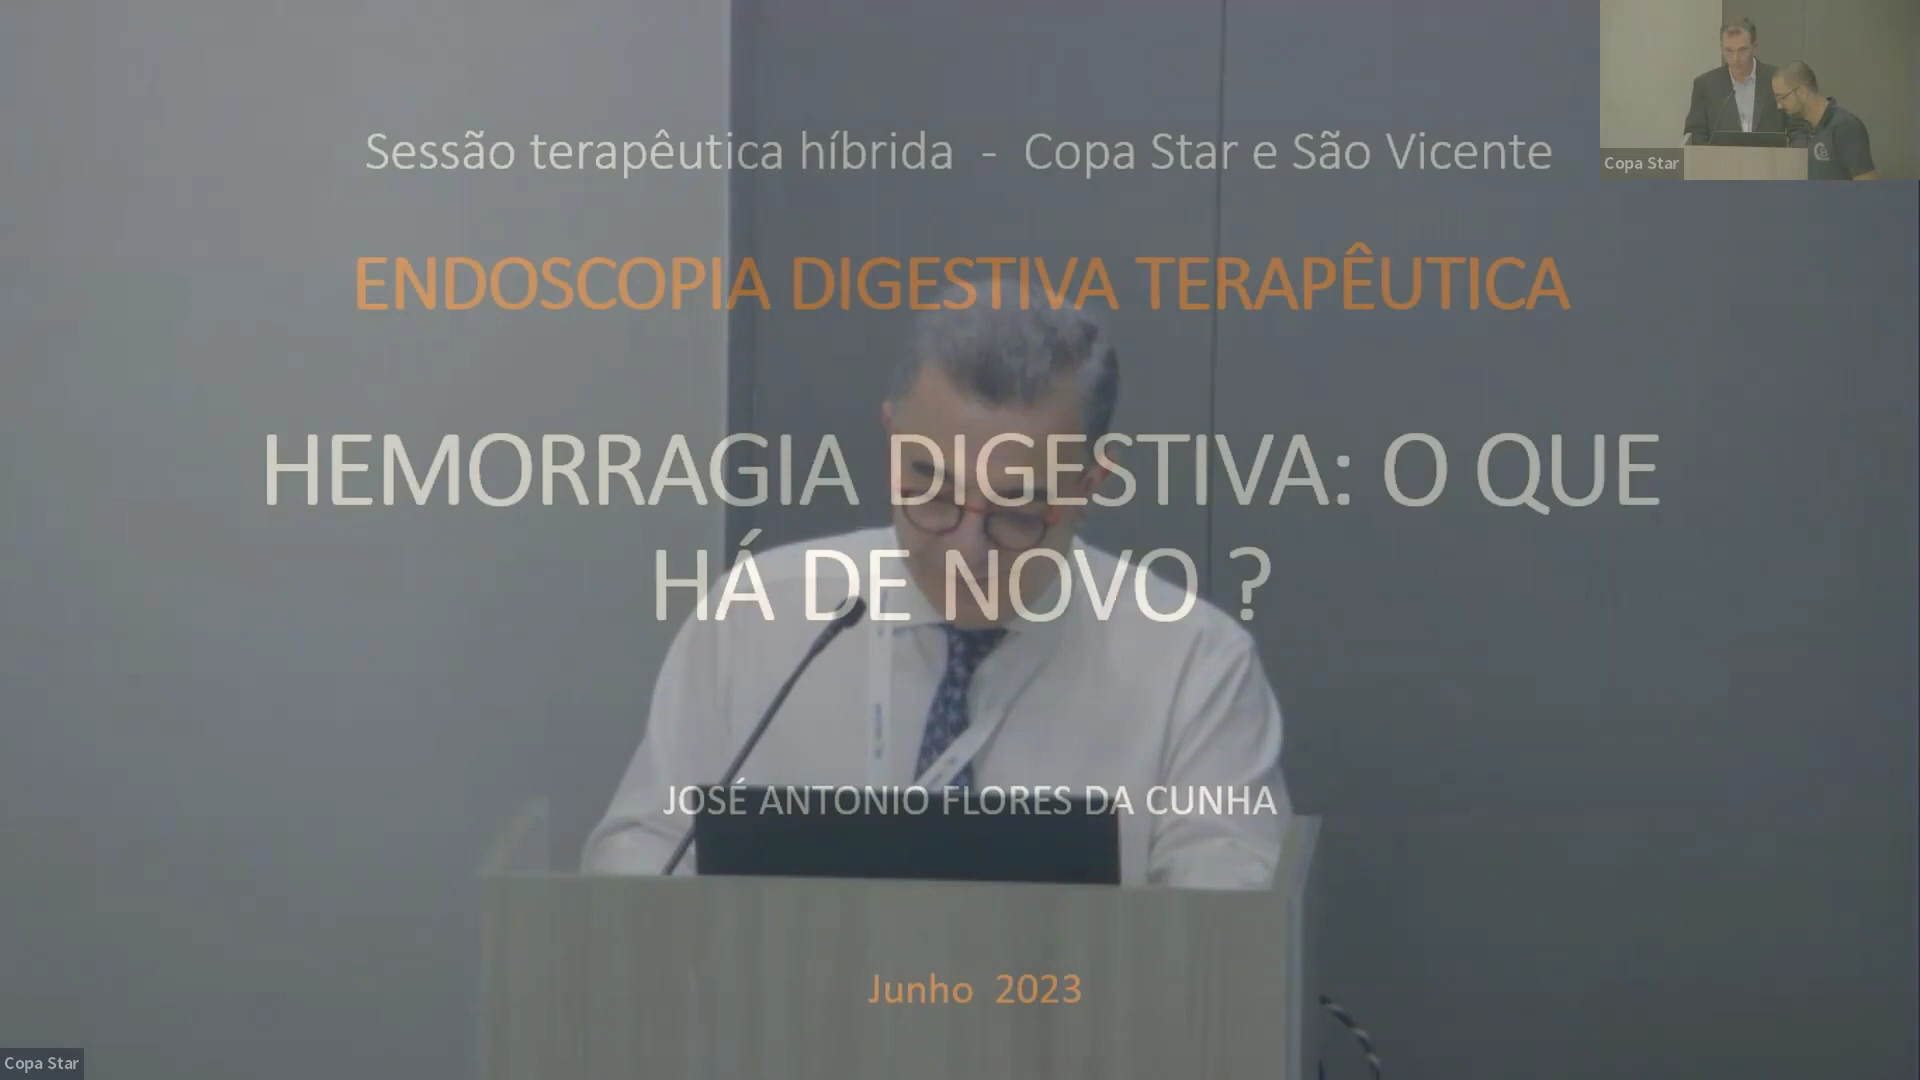 Sessão terapêutica híbrida - Copa Star e São Vicente
Copa Star
ENDOSCOPIA DIGESTIVA TERAPÊUTICA
HEMORRAGIA DIGESTIVA: O QUE
HÁ DE NOVO ?
JOSÉ ANTONIO FLORES DA CUNHA
Junho 2023
Copa Star